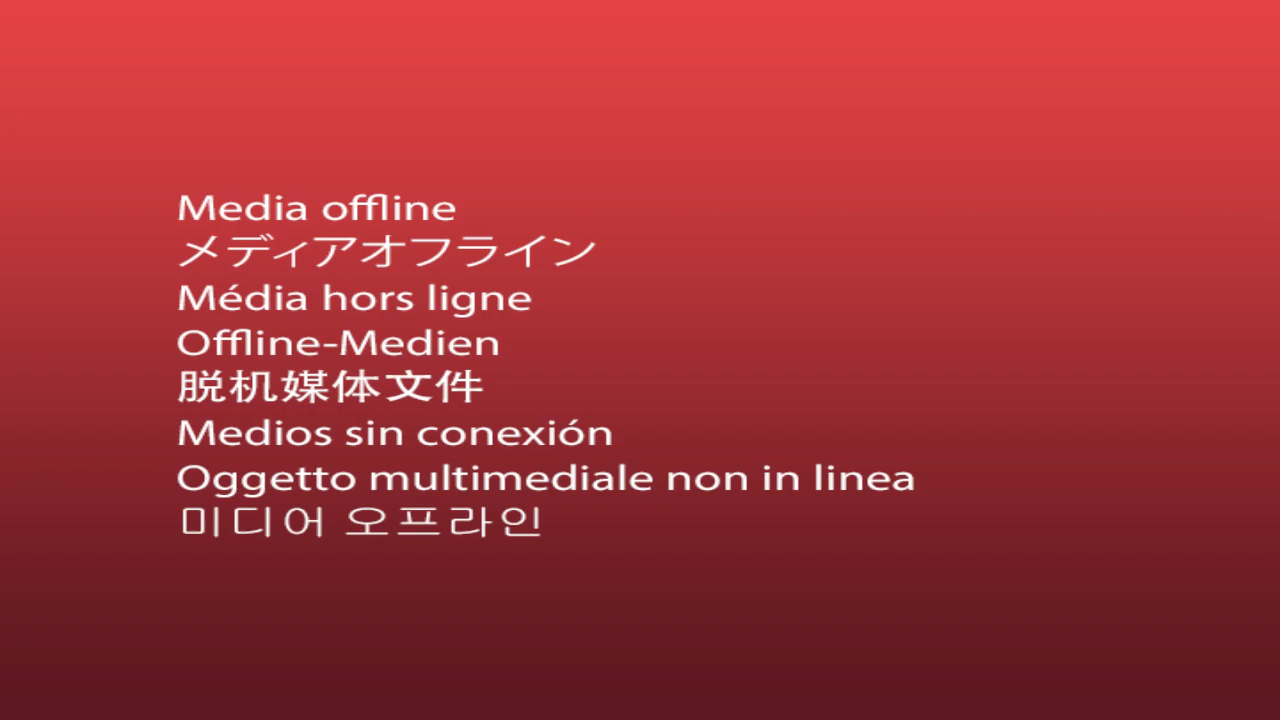 Media offline
メディアオフライン
Média hors ligne
Offline-Medien
脱机媒体文件
Medios sin conexión
Oggetto multimediale non in linea
미디어 오프라인